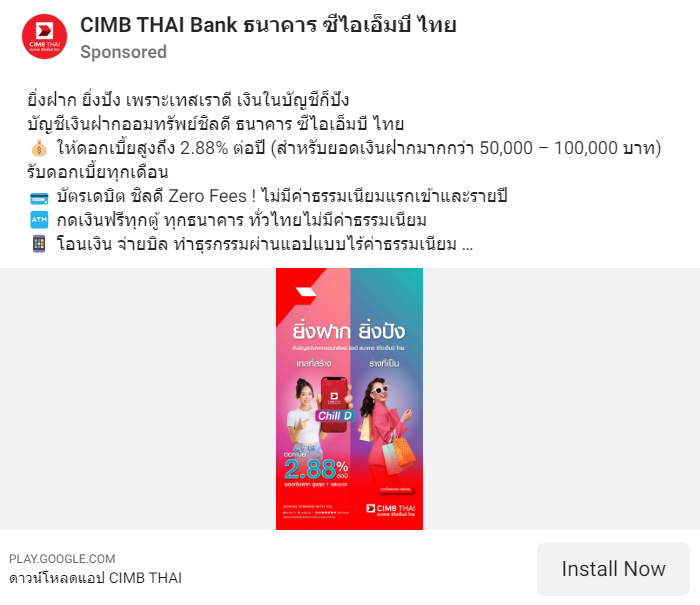 CIMB THAI Bank ธนาคาร ซีไอเอ็มบี ไทย
Sponsored
CIMB THAI
ยิ่งฝาก ยิ่งปัง เพราะเทสเราดี เงินในบัญชีก็ปัง
บัญชีเงินฝากออมทรัพย์ชิลดี ธนาคาร ซีไอเอ็มบี ไทย
ให้ดอกเบี้ยสูงถึง 2.88% ต่อปี (สำหรับยอดเงินฝากมากกว่า 50,000 – 100,000 บาท)
รับดอกเบี้ยทุกเดือน
บัตรเดบิต ชิลดี Zero Fees ! ไม่มีค่าธรรมเนียมแรกเข้าและรายปี
ATM กดเงินฟรีทุกตู้ ทุกธนาคาร ทั่วไทยไม่มีค่าธรรมเนียม
โอนเงิน จ่ายบิล ทำธุรกรรมผ่านแอปแบบไร้ค่าธรรมเนียม ...
ยิ่งฝาก ยิ่งปัง
เทสที่สร้าง
ร่างที่เป็น
Chill D
ดอกเบี้ย
2.88%
ต่อปี
CIMB THAI
PLAY.GOOGLE.COM
ดาวน์โหลดแอป CIMB THAI
Install Now